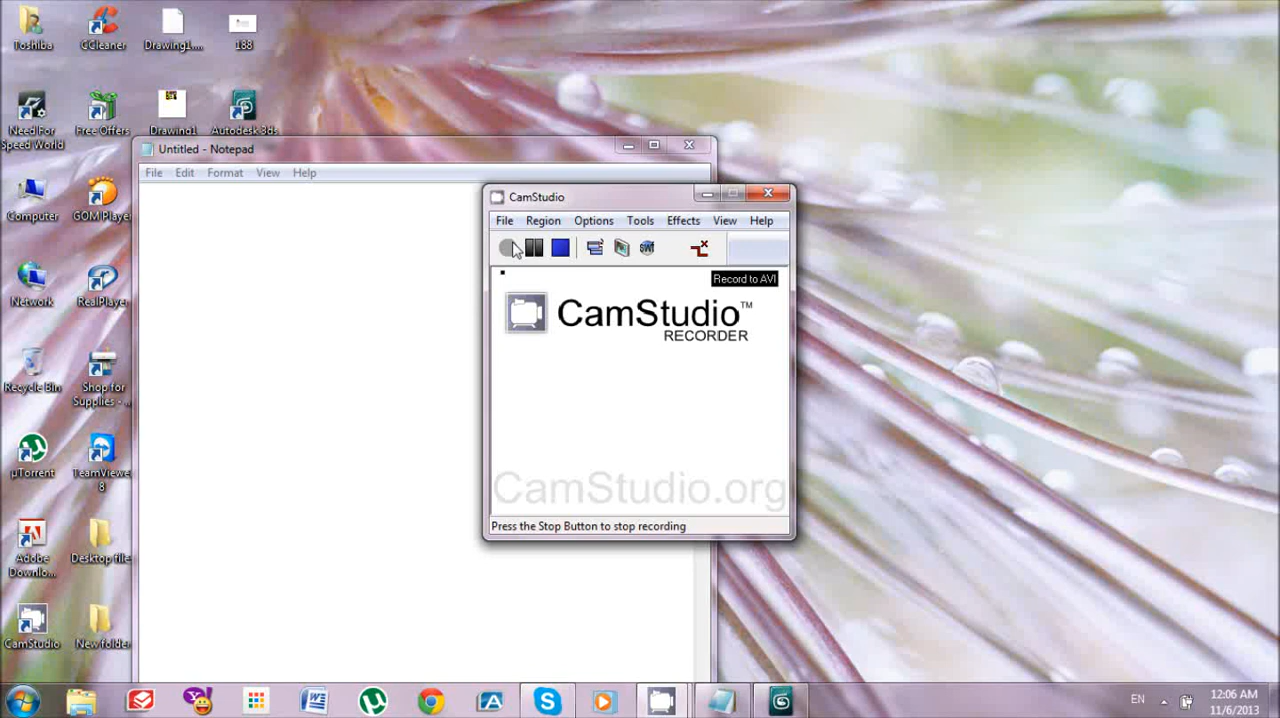 Toshiba
CCleaner
Drawing1....
188
Need For
Speed World
Free Offers
Drawing1
Autodesk 3ds
Computer
GOM Player
Network
RealPlayer
Recycle Bin
Shop for
Supplies - ...
µTorrent
TeamViewer
8
Adobe
Downlo...
Desktop files
CamStudio
New folder
Untitled - Notepad
File Edit Format View Help
CamStudio
File Region Options Tools Effects View Help
SWF
Record to AVI
CamStudio™
RECORDER
CamStudio.org
Press the Stop Button to stop recording
EN
12:06 AM
11/6/2013